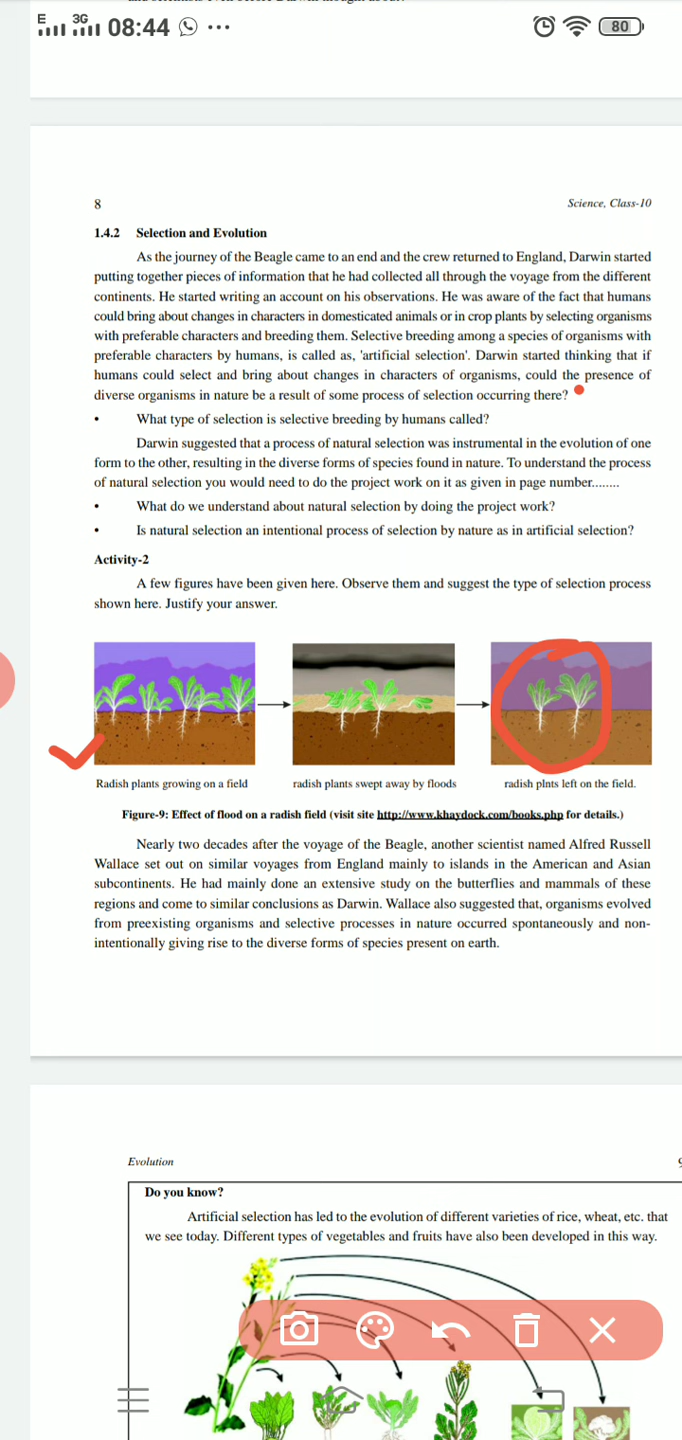 E 3G 08:44 ... 80
8 Science, Class-10
1.4.2 Selection and Evolution
As the journey of the Beagle came to an end and the crew returned to England, Darwin started
putting together pieces of information that he had collected all through the voyage from the different
continents. He started writing an account on his observations. He was aware of the fact that humans
could bring about changes in characters in domesticated animals or in crop plants by selecting organisms
with preferable characters and breeding them. Selective breeding among a species of organisms with
preferable characters by humans, is called as, 'artificial selection'. Darwin started thinking that if
humans could select and bring about changes in characters of organisms, could the presence of
diverse organisms in nature be a result of some process of selection occurring there?
• What type of selection is selective breeding by humans called?
Darwin suggested that a process of natural selection was instrumental in the evolution of one
form to the other, resulting in the diverse forms of species found in nature. To understand the process
of natural selection you would need to do the project work on it as given in page number........
• What do we understand about natural selection by doing the project work?
• Is natural selection an intentional process of selection by nature as in artificial selection?
Activity-2
A few figures have been given here. Observe them and suggest the type of selection process
shown here. Justify your answer.
Radish plants growing on a field radish plants swept away by floods radish plnts left on the field.
Figure-9: Effect of flood on a radish field (visit site http://www.khaydock.com/books.php for details.)
Nearly two decades after the voyage of the Beagle, another scientist named Alfred Russell
Wallace set out on similar voyages from England mainly to islands in the American and Asian
subcontinents. He had mainly done an extensive study on the butterflies and mammals of these
regions and come to similar conclusions as Darwin. Wallace also suggested that, organisms evolved
from preexisting organisms and selective processes in nature occurred spontaneously and non-
intentionally giving rise to the diverse forms of species present on earth.
Evolution
Do you know?
Artificial selection has led to the evolution of different varieties of rice, wheat, etc. that
we see today. Different types of vegetables and fruits have also been developed in this way.